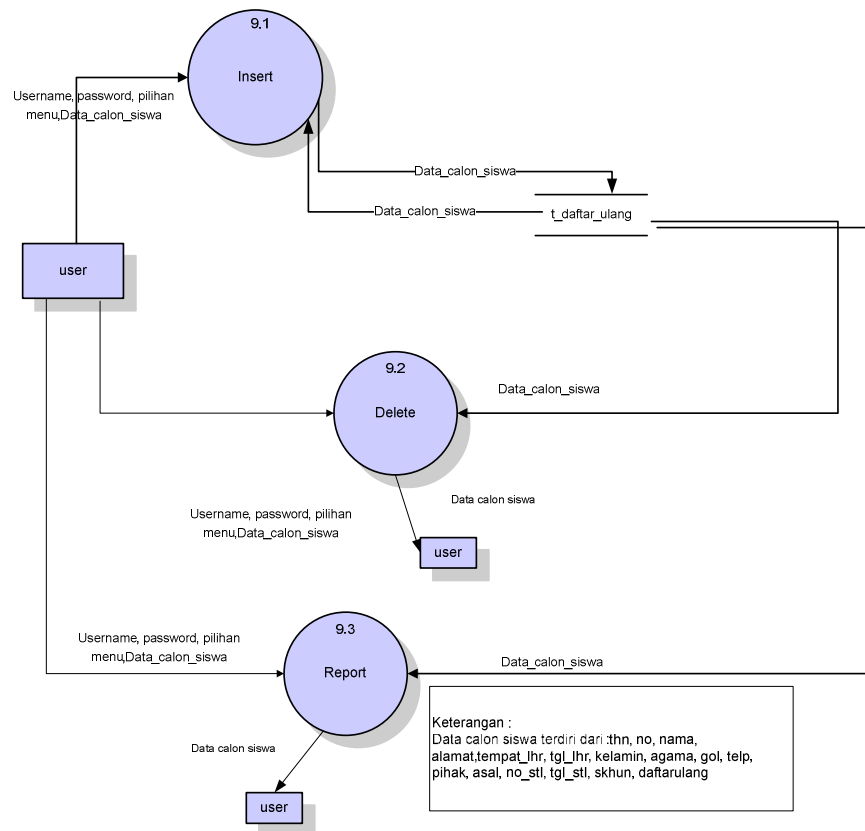 9.1
Insert
Username, password, pilihan
menu,Data_calon_siswa
Data_calon_siswa
Data_calon_siswa
t_daftar_ulang
user
9.2
Delete
Data_calon_siswa
Username, password, pilihan
menu,Data_calon_siswa
Data calon siswa
user
9.3
Report
Username, password, pilihan
menu,Data_calon_siswa
Data_calon_siswa
Data calon siswa
user
Keterangan :
Data calon siswa terdiri dari :thn, no, nama,
alamat,tempat_lhr, tgl_lhr, kelamin, agama, gol, telp,
pihak, asal, no_stl, tgl_stl, skhun, daftarulang